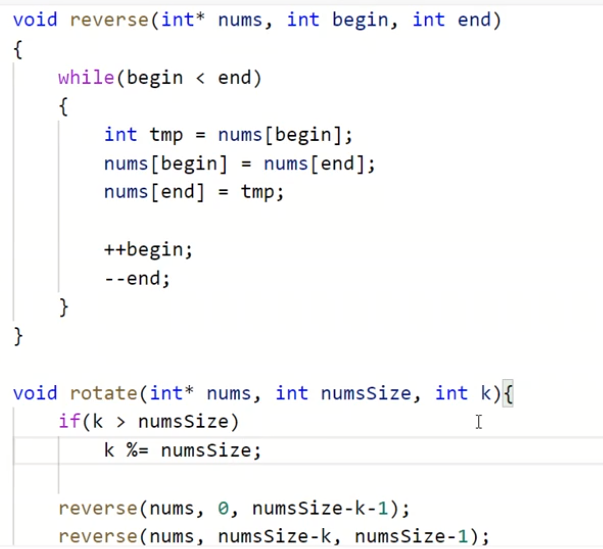 void reverse(int* nums, int begin, int end)
{
    while(begin < end)
    {
        int tmp = nums[begin];
        nums[begin] = nums[end];
        nums[end] = tmp;

        ++begin;
        --end;
    }
}

void rotate(int* nums, int numsSize, int k){
    if(k > numsSize)
        k %= numsSize;

    reverse(nums, 0, numsSize-k-1);
    reverse(nums, numsSize-k, numsSize-1);